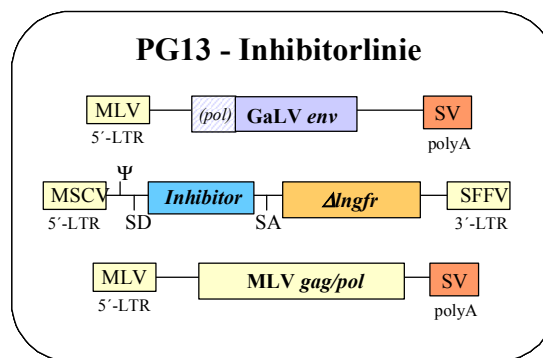 PG13 - Inhibitorlinie
MLV (pol) GaLV env SV
5´-LTR polyA
Ψ
MSCV Inhibitor Δlngfr SFFV
5´-LTR SD SA 3´-LTR
MLV MLV gag/pol SV
5´-LTR polyA